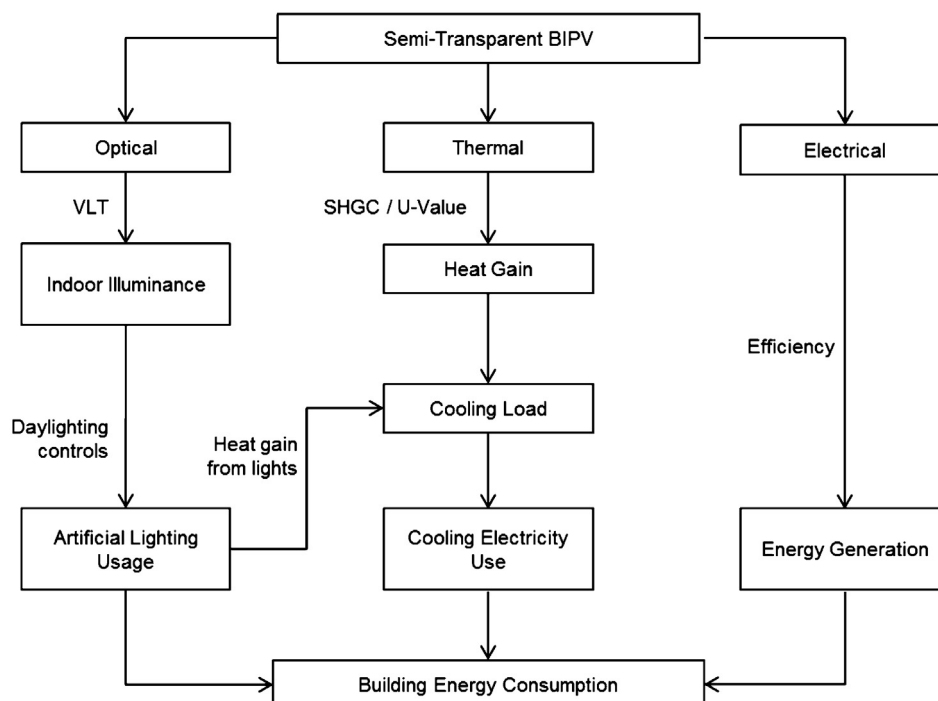 Semi-Transparent BIPV
Optical
Thermal
Electrical
VLT
SHGC / U-Value
Indoor Illuminance
Heat Gain
Efficiency
Daylighting
controls
Heat gain
from lights
Cooling Load
Artificial Lighting
Usage
Cooling Electricity
Use
Energy Generation
Building Energy Consumption